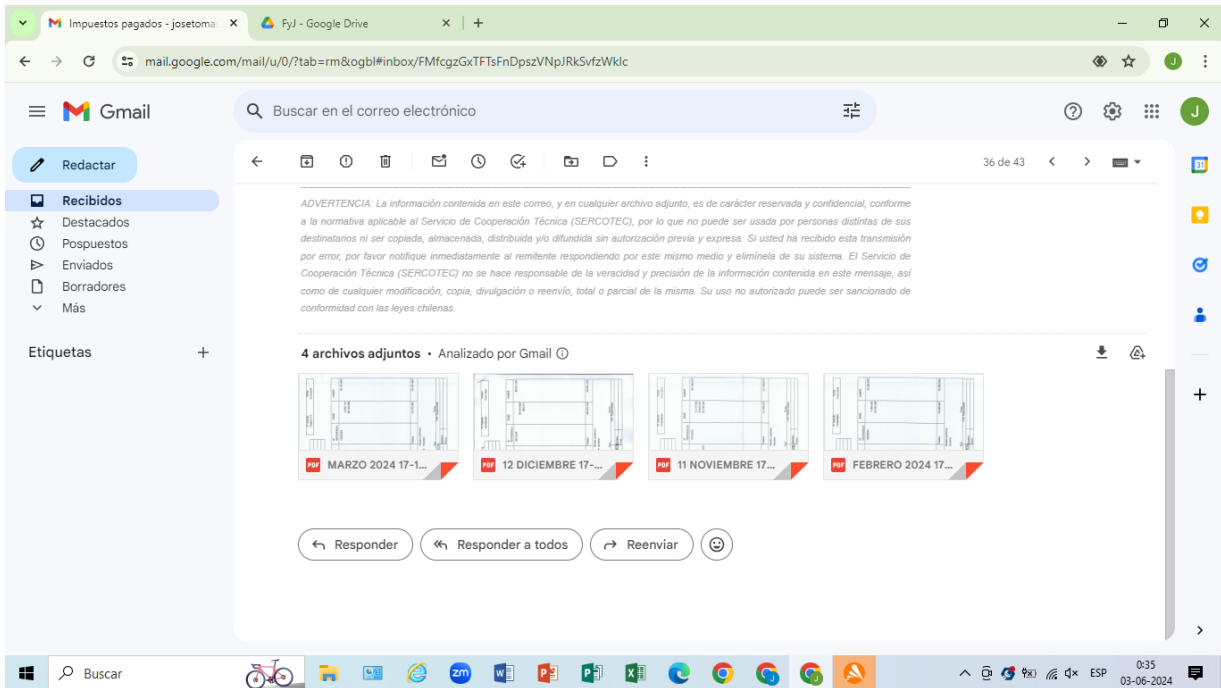 Impuestos pagados - josetoma
FyJ - Google Drive
mail.google.com/mail/u/0/?tab=rm&ogbl#inbox/FMfcgzGxTFTsFnDpszVNpJRkSvfzWklc
J
Gmail
Buscar en el correo electrónico
J
Redactar
36 de 43
31
Recibidos
Destacados
Pospuestos
Enviados
Borradores
Más
Etiquetas
ADVERTENCIA: La información contenida en este correo, y en cualquier archivo adjunto, es de carácter reservada y confidencial, conforme
a la normativa aplicable al Servicio de Cooperación Técnica (SERCOTEC), por lo que no puede ser usada por personas distintas de sus
destinatarios ni ser copiada, almacenada, distribuida y/o difundida sin autorización previa y expresa. Si usted ha recibido esta transmisión
por error, por favor notifique inmediatamente al remitente respondiendo por este mismo medio y elimínela de su sistema. El Servicio de
Cooperación Técnica (SERCOTEC) no se hace responsable de la veracidad y precisión de la información contenida en este mensaje, así
como de cualquier modificación, copia, divulgación o reenvío, total o parcial de la misma. Su uso no autorizado puede ser sancionado de
conformidad con las leyes chilenas.
4 archivos adjuntos • Analizado por Gmail
PDF MARZO 2024 17-1...
PDF 12 DICIEMBRE 17-...
PDF 11 NOVIEMBRE 17...
PDF FEBRERO 2024 17...
Responder
Responder a todos
Reenviar
Buscar
zm
ESP
0:35
03-06-2024